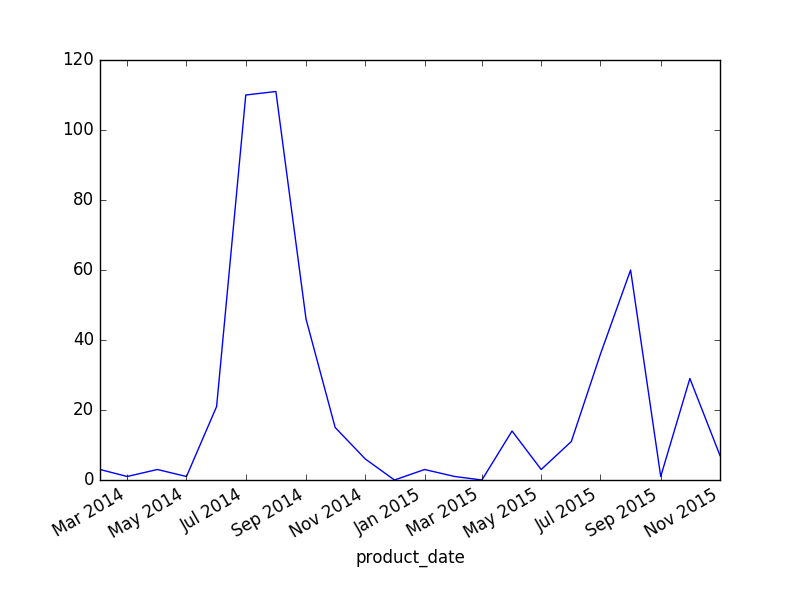 120
100
80
60
40
20
0
Mar 2014
May 2014
Jul 2014
Sep 2014
Nov 2014
Jan 2015
Mar 2015
May 2015
Jul 2015
Sep 2015
Nov 2015
product_date